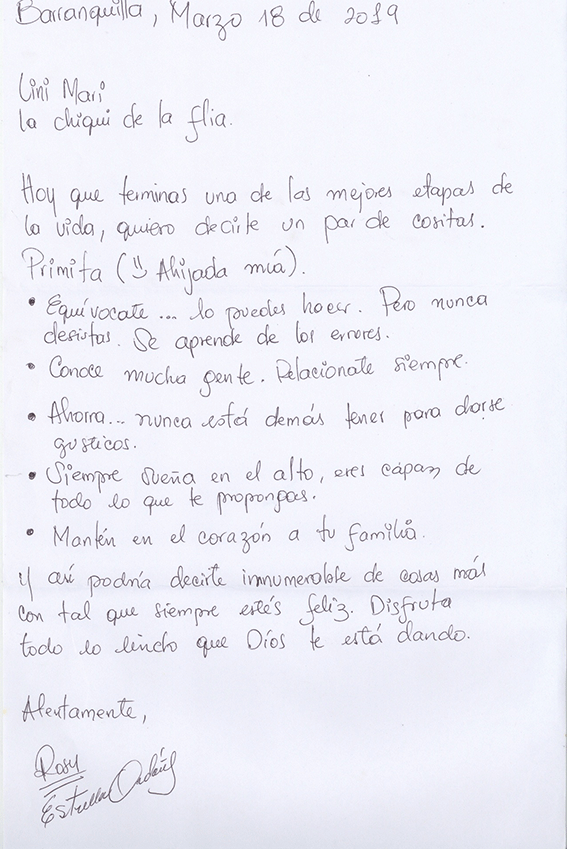 Barranquilla, Marzo 18 de 2019
Lini Mari
la chiqui de la flia.
Hoy que terminas una de las mejores etapas de
la vida, quiero decirte un par de cositas.
Primita (Ahijada miá).
• Equívocate... lo puedes hacer. Pero nunca
desistas. Se aprende de los errores.
• Conoce mucha gente. Relacionate siempre.
• Ahorra... nunca está demás tener para darse
gusticos.
• Siempre sueña en el alto, eres cápaz de
todo lo que te propongas.
• Mantén en el corazón a tu familia.
Y así podría decirte innumerable de cosas más
con tal que siempre estés feliz. Disfruta
todo lo lindo que Díos te está dando.
Atentamente,
Rosy
Estrella